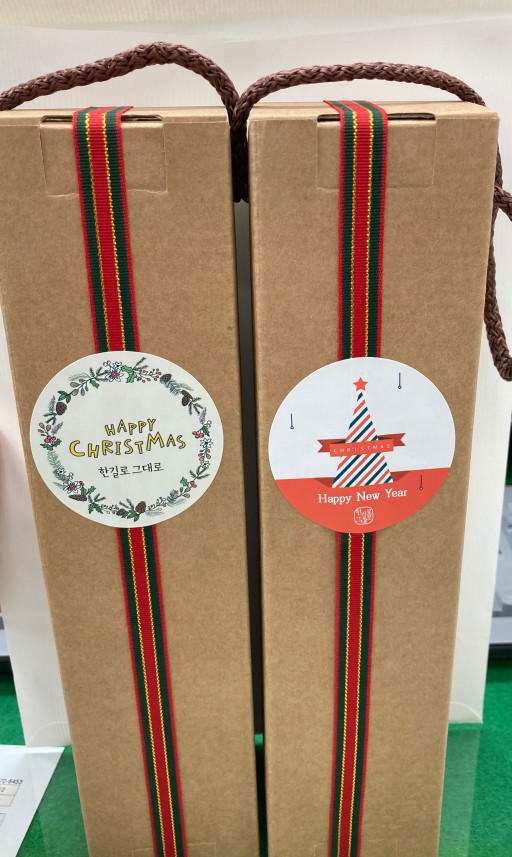 HAPPY
CHRISTMAS
한길로 그대로
CHRISTMAS
Happy New Year